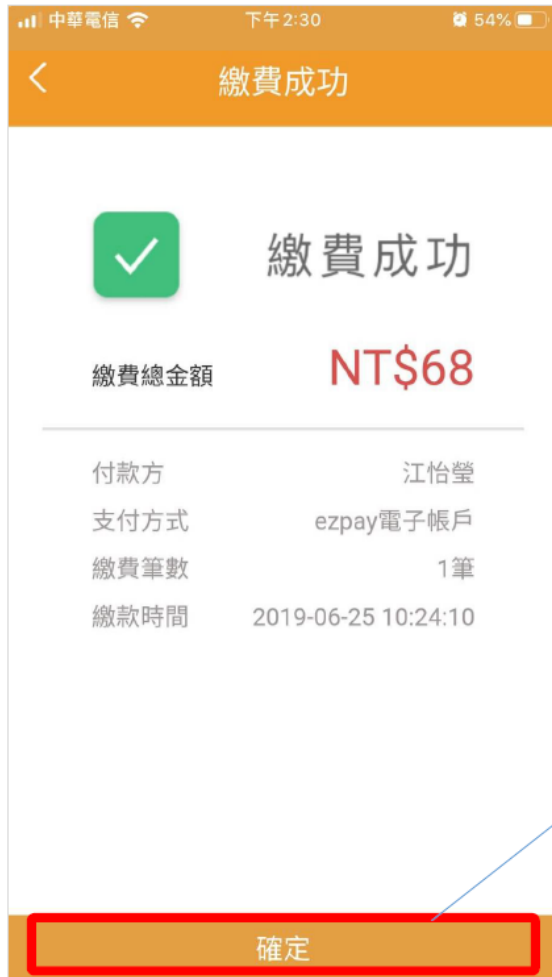 中華電信 下午2:30 54%
繳費成功
繳費成功
繳費總金額 NT$68
付款方 江怡瑩
支付方式 ezpay電子帳戶
繳費筆數 1筆
繳款時間 2019-06-25 10:24:10
確定